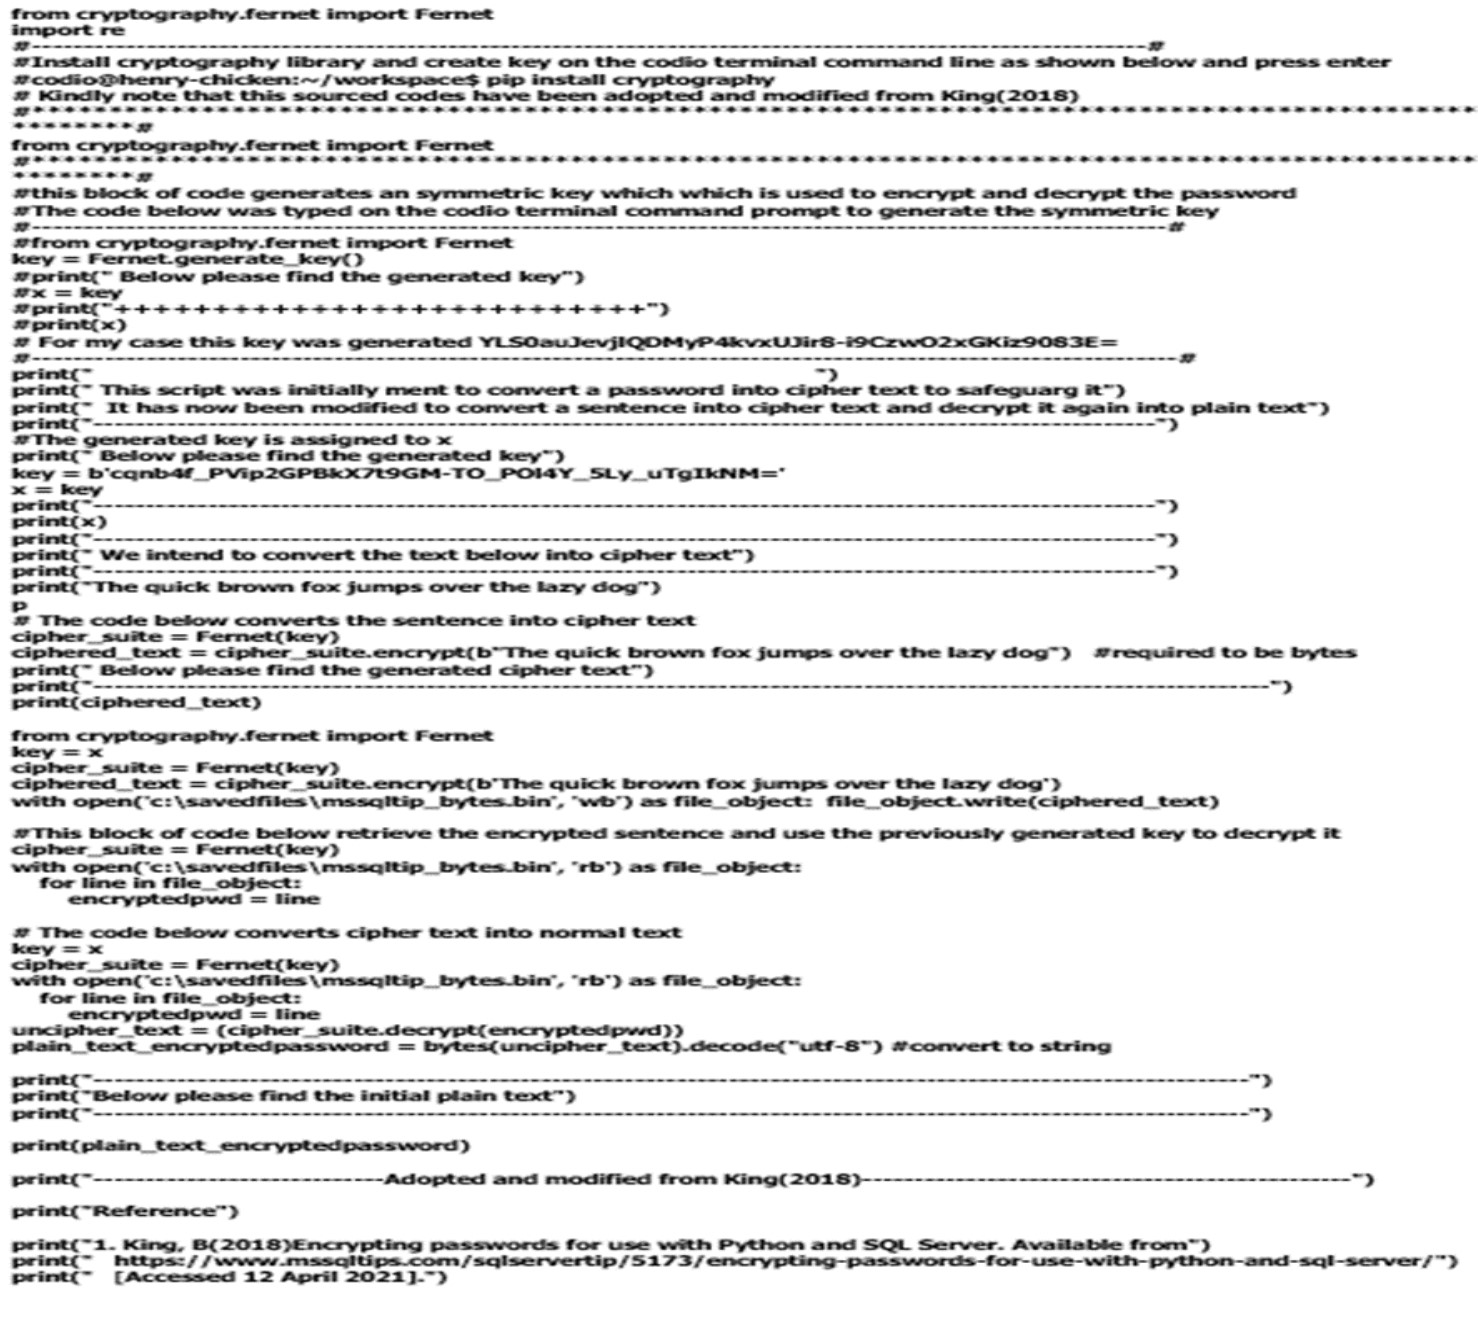 from cryptography.fernet import Fernet
import re
#-----------------------------------------------------------------------------------------------------------#
#Install cryptography library and create key on the codio terminal command line as shown below and press enter
#codio@henry-chicken:~/workspace$ pip install cryptography
# Kindly note that this sourced codes have been adopted and modified from King(2018)
#*****************************************************************************************
********#
from cryptography.fernet import Fernet
#*****************************************************************************************
********#
#this block of code generates an symmetric key which which is used to encrypt and decrypt the password
#The code below was typed on the codio terminal command prompt to generate the symmetric key
#-------------------------------------------------------------------------------------------------------------#
#from cryptography.fernet import Fernet
key = Fernet.generate_key()
#print(" Below please find the generated key")
#x = key
#print("+++++++++++++++++++++++++++")
#print(x)
# For my case this key was generated YLS0auJevjlQDMyP4kvxUJir8-i9CzwO2xGKiz9083E=
#--------------------------------------------------------------------------------------------------------------#
print("                                                                        ")
print(" This script was initially ment to convert a password into cipher text to safeguarg it")
print("  It has now been modified to convert a sentence into cipher text and decrypt it again into plain text")
print("------------------------------------------------------------------------------------------------------")
#The generated key is assigned to x
print(" Below please find the generated key")
key = b'cqnb4f_PVip2GPBkX7t9GM-TO_POl4Y_5Ly_uTgIkNM='
x = key
print("------------------------------------------------------------------------------------------------------")
print(x)
print("------------------------------------------------------------------------------------------------------")
print(" We intend to convert the text below into cipher text")
print("------------------------------------------------------------------------------------------------------")
print("The quick brown fox jumps over the lazy dog")
p
# The code below converts the sentence into cipher text
cipher_suite = Fernet(key)
ciphered_text = cipher_suite.encrypt(b"The quick brown fox jumps over the lazy dog")   #required to be bytes
print(" Below please find the generated cipher text")
print("-----------------------------------------------------------------------------------------------------------------")
print(ciphered_text)
from cryptography.fernet import Fernet
key = x
cipher_suite = Fernet(key)
ciphered_text = cipher_suite.encrypt(b'The quick brown fox jumps over the lazy dog')
with open('c:\savedfiles\mssqltip_bytes.bin', 'wb') as file_object:  file_object.write(ciphered_text)
#This block of code below retrieve the encrypted sentence and use the previously generated key to decrypt it
cipher_suite = Fernet(key)
with open('c:\savedfiles\mssqltip_bytes.bin', 'rb') as file_object:
    for line in file_object:
        encryptedpwd = line
# The code below converts cipher text into normal text
key = x
cipher_suite = Fernet(key)
with open('c:\savedfiles\mssqltip_bytes.bin', 'rb') as file_object:
    for line in file_object:
        encryptedpwd = line
uncipher_text = (cipher_suite.decrypt(encryptedpwd))
plain_text_encryptedpassword = bytes(uncipher_text).decode("utf-8") #convert to string
print("---------------------------------------------------------------------------------------------------------------")
print("Below please find the initial plain text")
print("---------------------------------------------------------------------------------------------------------------")
print(plain_text_encryptedpassword)
print("----------------------------Adopted and modified from King(2018)-----------------------------------------------")
print("Reference")
print("1. King, B(2018)Encrypting passwords for use with Python and SQL Server. Available from")
print("   https://www.mssqltips.com/sqlservertip/5173/encrypting-passwords-for-use-with-python-and-sql-server/")
print("   [Accessed 12 April 2021].")